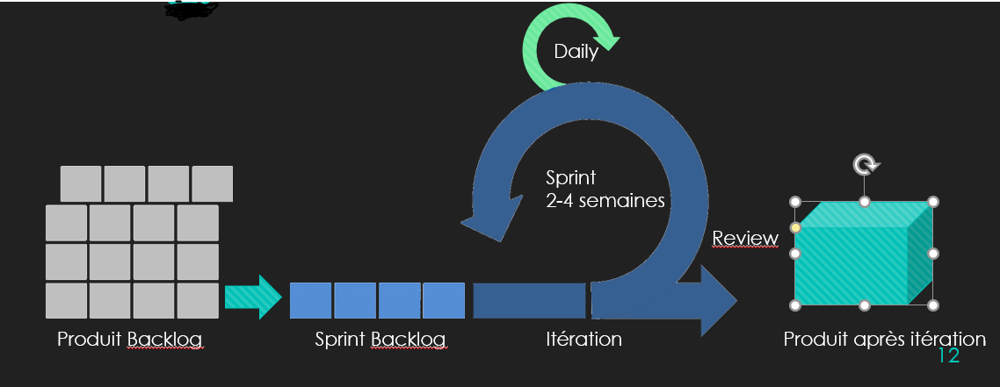 Daily
Sprint
2-4 semaines
Review
Produit Backlog
Sprint Backlog
Itération
Produit après itération
12